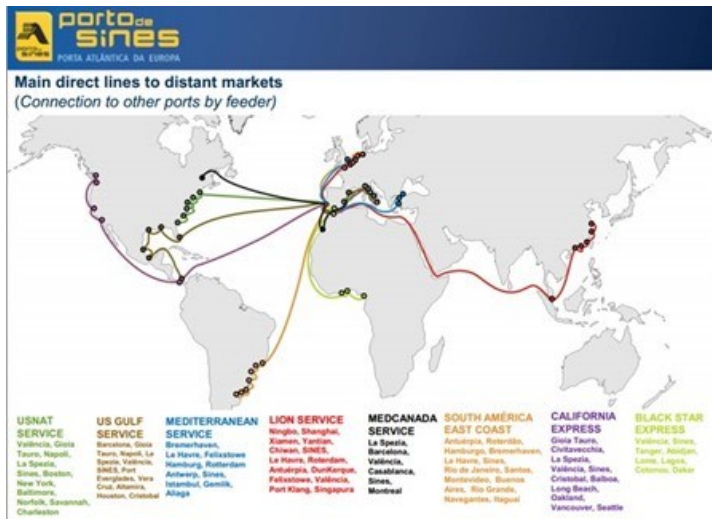 porto de
sines
PORTA ATLÂNTICA DA EUROPA
porto de
sines
Main direct lines to distant markets
(Connection to other ports by feeder)
USNAT
SERVICE
Valência, Gioia
Tauro, Napoli,
La Spezia,
Sines, Boston,
New York,
Baltimore,
Norfolk, Savannah,
Charleston
US GULF
SERVICE
Barcelona, Gioia
Tauro, Napoli, La
Spezia, Valência,
SINES, Port
Everglades, Vera
Cruz, Altamira,
Houston, Cristobal
MEDITERRANEAN
SERVICE
Bremerhaven,
Le Havre, Felixstowe
Hamburg, Rotterdam
Antwerp, Sines,
Istambul, Gemlik,
Aliaga
LION SERVICE
Ningbo, Shanghai,
Xiamen, Yantian,
Chiwan, SINES,
Le Havre, Roterdam,
Antuérpia, DunKerque,
Felixstowe, Valência,
Port Klang, Singapura
MEDCANADA
SERVICE
La Spezia,
Barcelona,
Valência,
Casablanca,
Sines,
Montreal
SOUTH AMÉRICA
EAST COAST
Antuérpia, Roterdão,
Hamburgo, Bremerhaven,
La Havre, Sines,
Rio de Janeiro, Santos,
Montevideo, Buenos
Aires, Rio Grande,
Navegantes, Itaguai
CALIFORNIA
EXPRESS
Gioia Tauro,
Civitavecchia,
La Spezia,
Valência, Sines,
Cristobal, Balboa,
Long Beach,
Oakland,
Vancouver, Seattle
BLACK STAR
EXPRESS
Valência, Sines,
Tanger, Abidjan,
Lome, Lagos,
Cotonou, Dakar